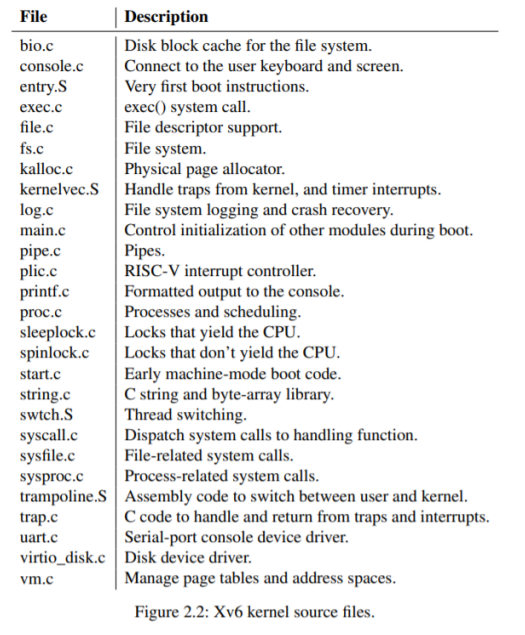 File Description
bio.c Disk block cache for the file system.
console.c Connect to the user keyboard and screen.
entry.S Very first boot instructions.
exec.c exec() system call.
file.c File descriptor support.
fs.c File system.
kalloc.c Physical page allocator.
kernelvec.S Handle traps from kernel, and timer interrupts.
log.c File system logging and crash recovery.
main.c Control initialization of other modules during boot.
pipe.c Pipes.
plic.c RISC-V interrupt controller.
printf.c Formatted output to the console.
proc.c Processes and scheduling.
sleeplock.c Locks that yield the CPU.
spinlock.c Locks that don’t yield the CPU.
start.c Early machine-mode boot code.
string.c C string and byte-array library.
swtch.S Thread switching.
syscall.c Dispatch system calls to handling function.
sysfile.c File-related system calls.
sysproc.c Process-related system calls.
trampoline.S Assembly code to switch between user and kernel.
trap.c C code to handle and return from traps and interrupts.
uart.c Serial-port console device driver.
virtio_disk.c Disk device driver.
vm.c Manage page tables and address spaces.
Figure 2.2: Xv6 kernel source files.